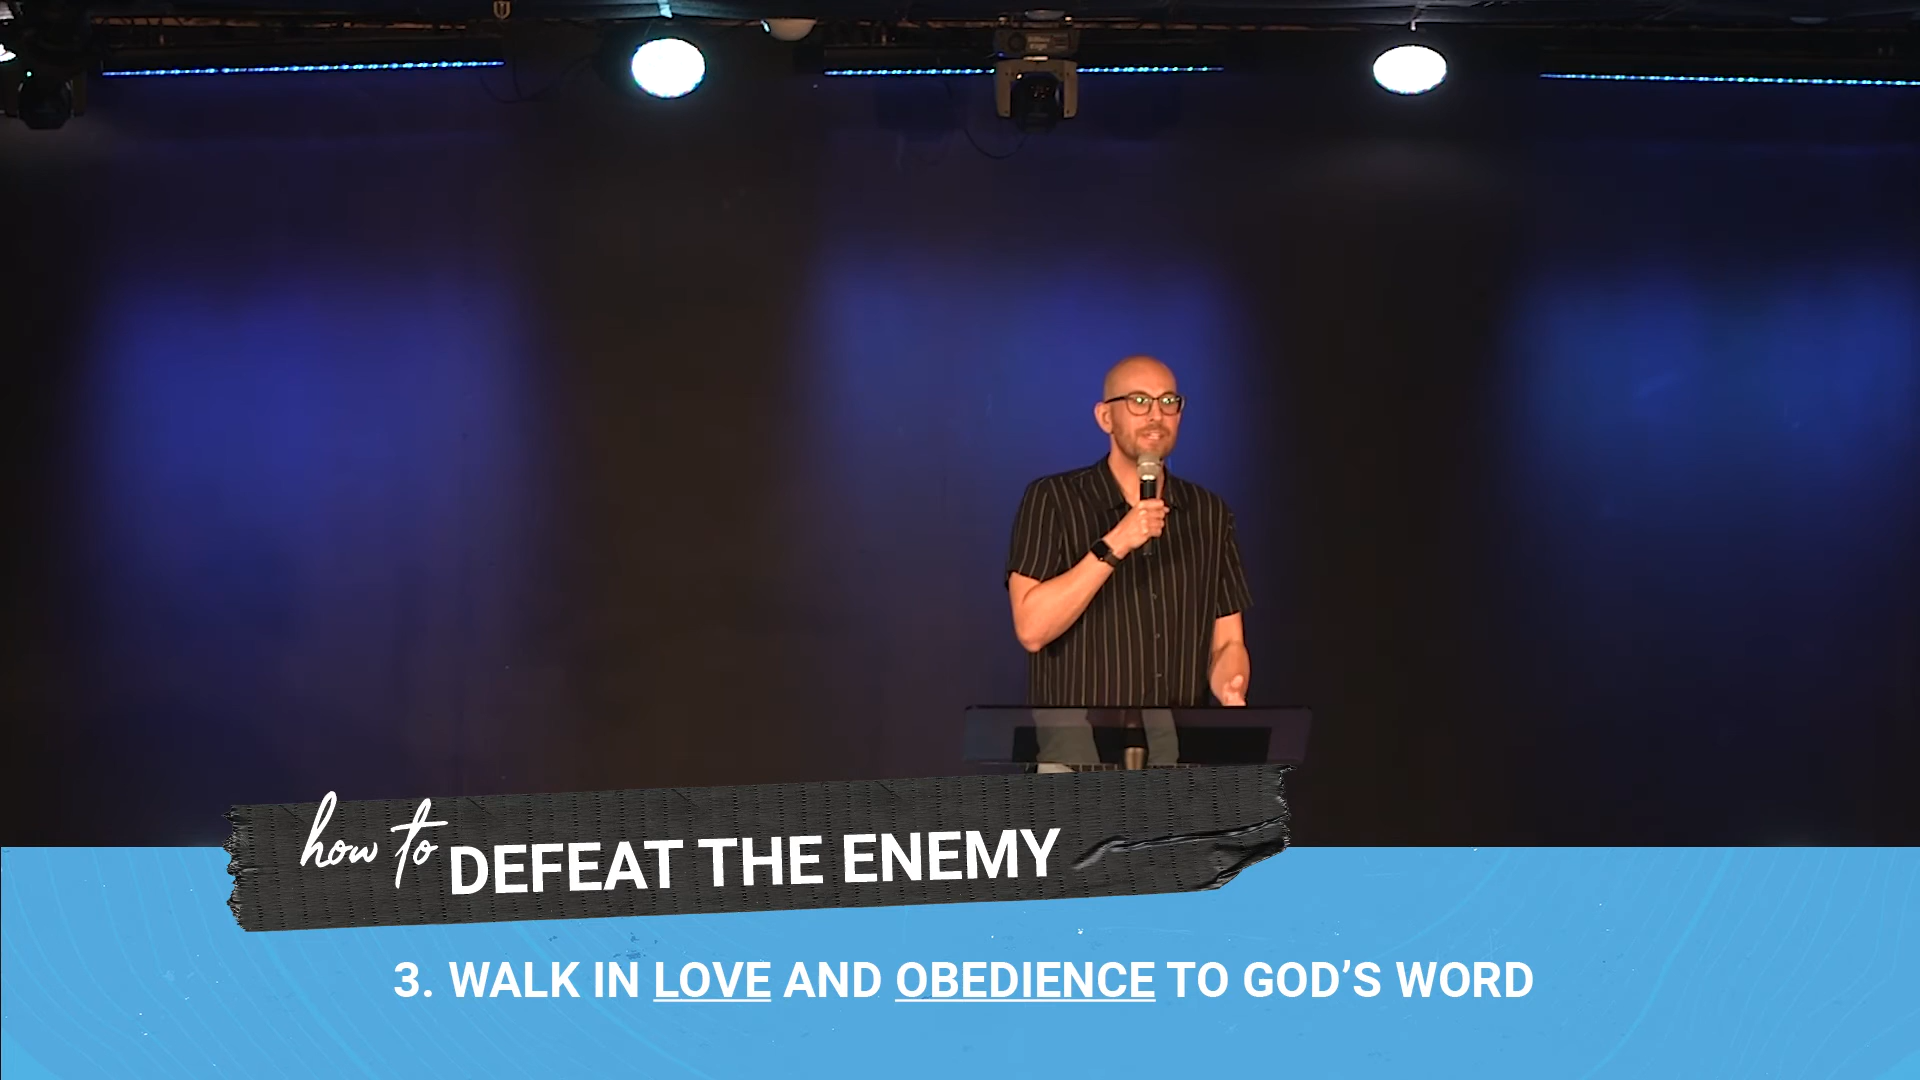 how to DEFEAT THE ENEMY
3. WALK IN LOVE AND OBEDIENCE TO GOD’S WORD